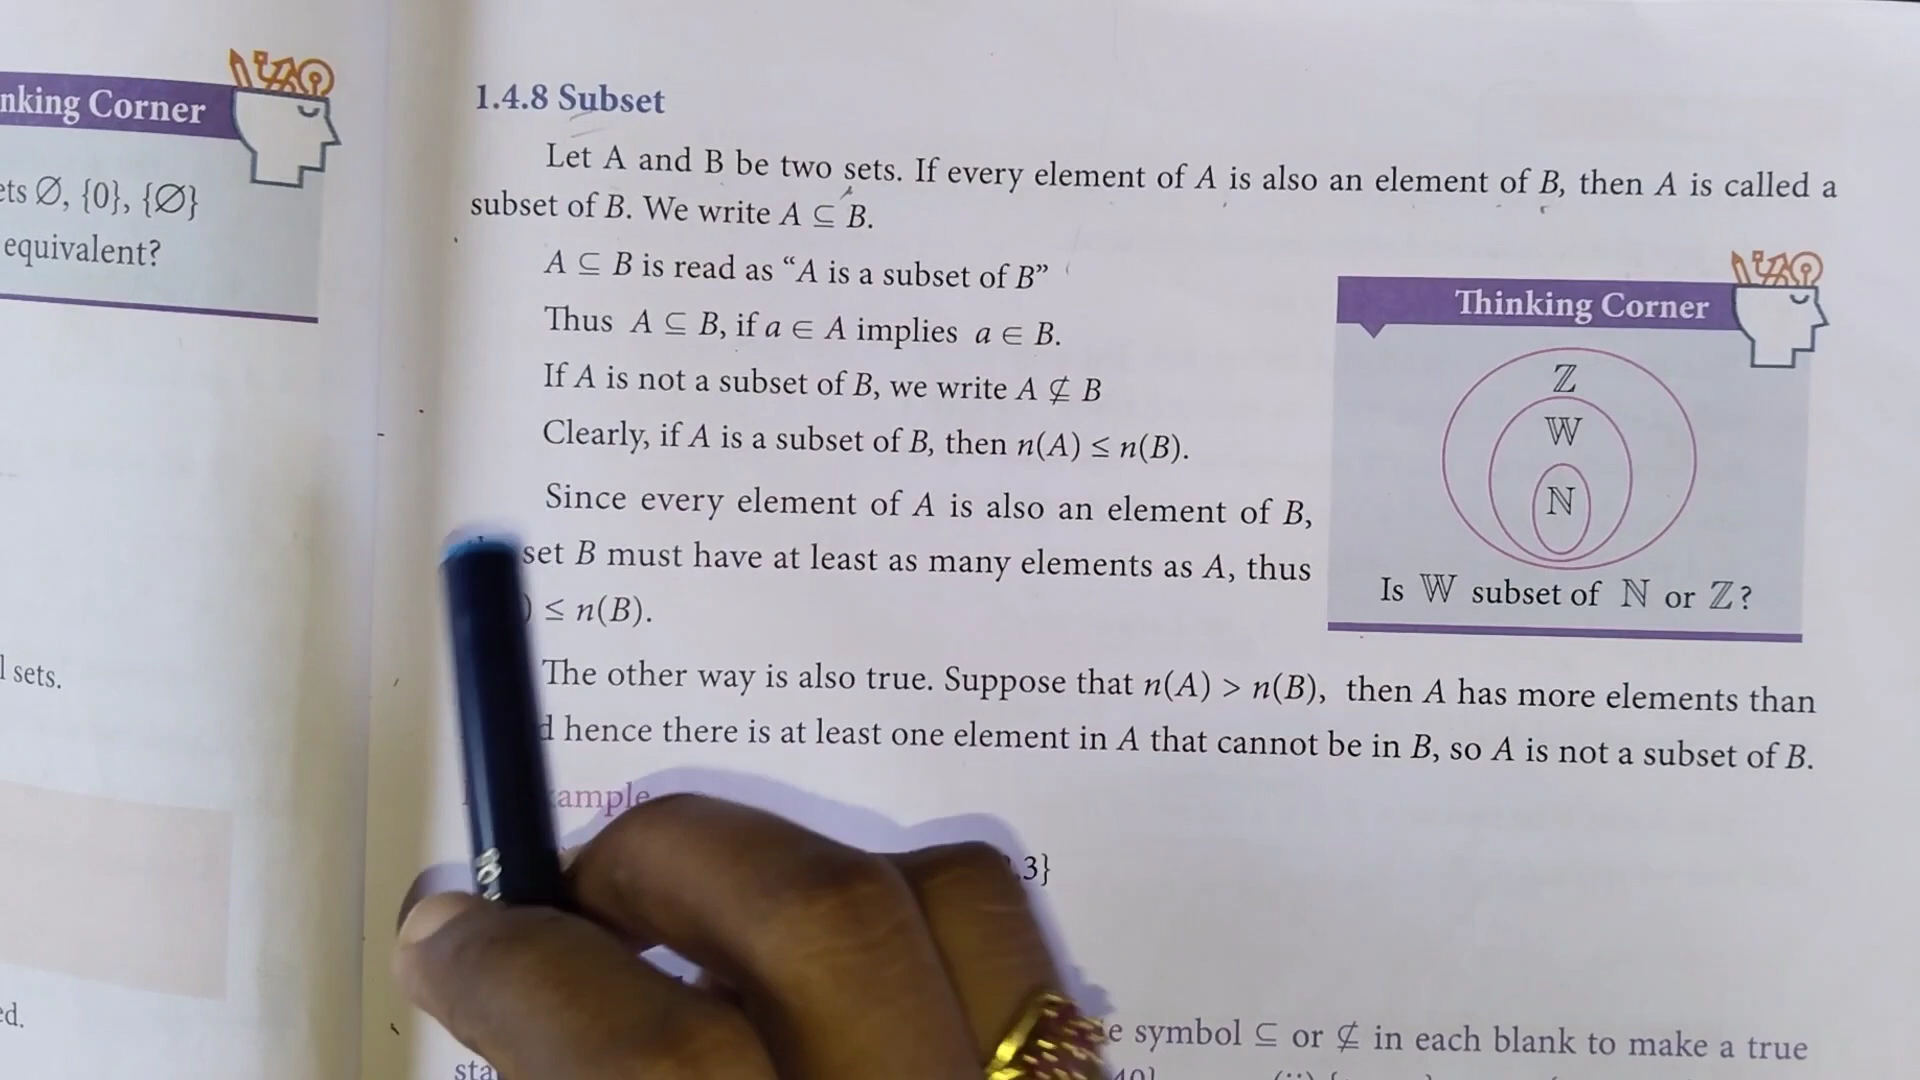 Corner
Ø, {0}, {Ø}
equivalent?
sets.
1.4.8 Subset
Let A and B be two sets. If every element of A is also an element of B, then A is called a
subset of B. We write A ⊆ B.
A ⊆ B is read as “A is a subset of B”
Thus A ⊆ B, if a ∈ A implies a ∈ B.
If A is not a subset of B, we write A ⊈ B
Clearly, if A is a subset of B, then n(A) ≤ n(B).
Since every element of A is also an element of B,
set B must have at least as many elements as A, thus
) ≤ n(B).
Thinking Corner
ℤ
𝕎
ℕ
Is 𝕎 subset of ℕ or ℤ?
The other way is also true. Suppose that n(A) > n(B), then A has more elements than
hence there is at least one element in A that cannot be in B, so A is not a subset of B.
3}
symbol ⊆ or ⊈ in each blank to make a true